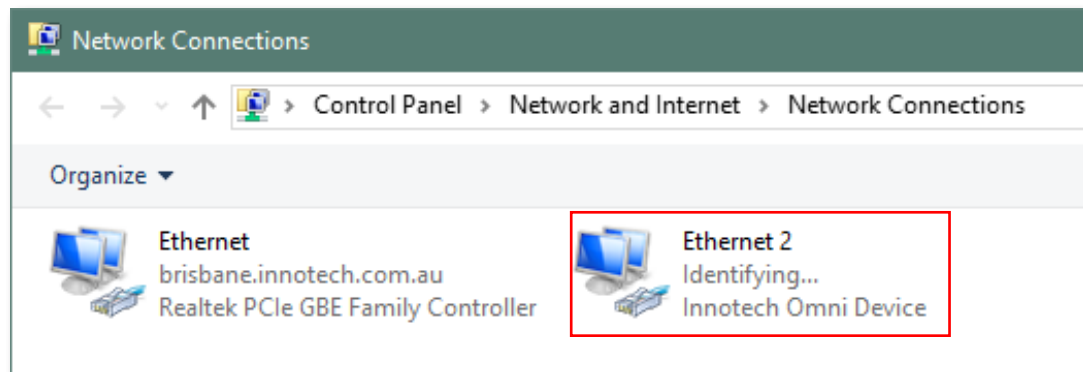 Network Connections
Control Panel > Network and Internet > Network Connections
Organize
Ethernet
brisbane.innotech.com.au
Realtek PCIe GBE Family Controller
Ethernet 2
Identifying...
Innotech Omni Device